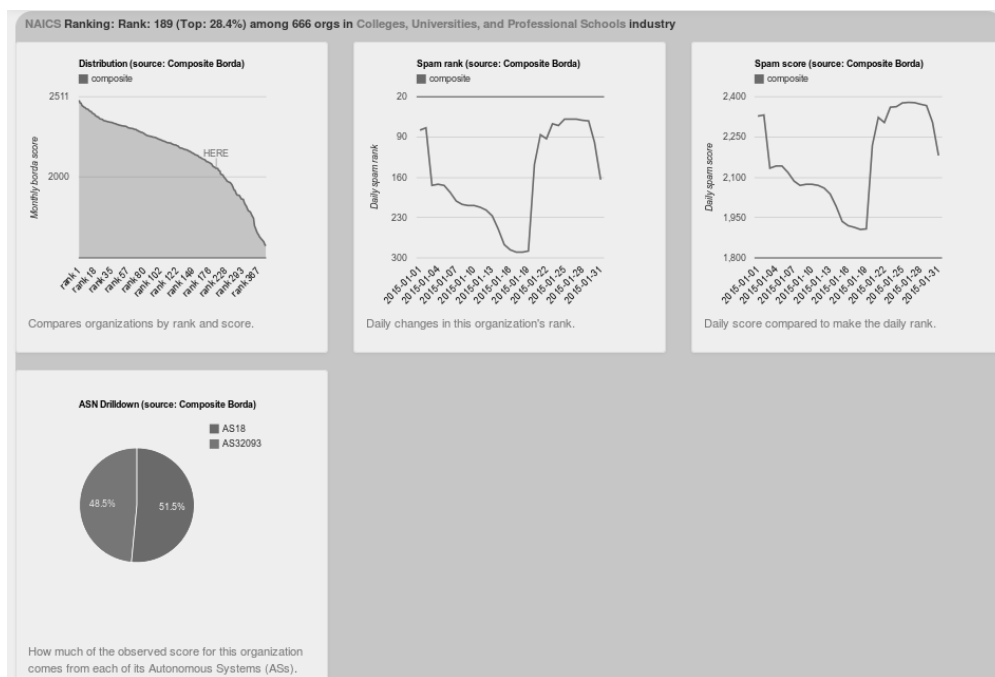 NAICS Ranking: Rank: 189 (Top: 28.4%) among 666 orgs in Colleges, Universities, and Professional Schools industry
Distribution (source: Composite Borda)
composite
2511
2000
Monthly borda score
HERE
rank 1
rank 18
rank 35
rank 57
rank 80
rank 102
rank 122
rank 149
rank 176
rank 228
rank 293
rank 387
Compares organizations by rank and score.
Spam rank (source: Composite Borda)
composite
20
90
160
230
300
Daily spam rank
2015-01-01
2015-01-04
2015-01-07
2015-01-10
2015-01-13
2015-01-16
2015-01-19
2015-01-22
2015-01-25
2015-01-28
2015-01-31
Daily changes in this organization's rank.
Spam score (source: Composite Borda)
composite
2,400
2,250
2,100
1,950
1,800
Daily spam score
2015-01-01
2015-01-04
2015-01-07
2015-01-10
2015-01-13
2015-01-16
2015-01-19
2015-01-22
2015-01-25
2015-01-28
2015-01-31
Daily score compared to make the daily rank.
ASN Drilldown (source: Composite Borda)
AS18
AS32093
48.5%
51.5%
How much of the observed score for this organization
comes from each of its Autonomous Systems (ASs).